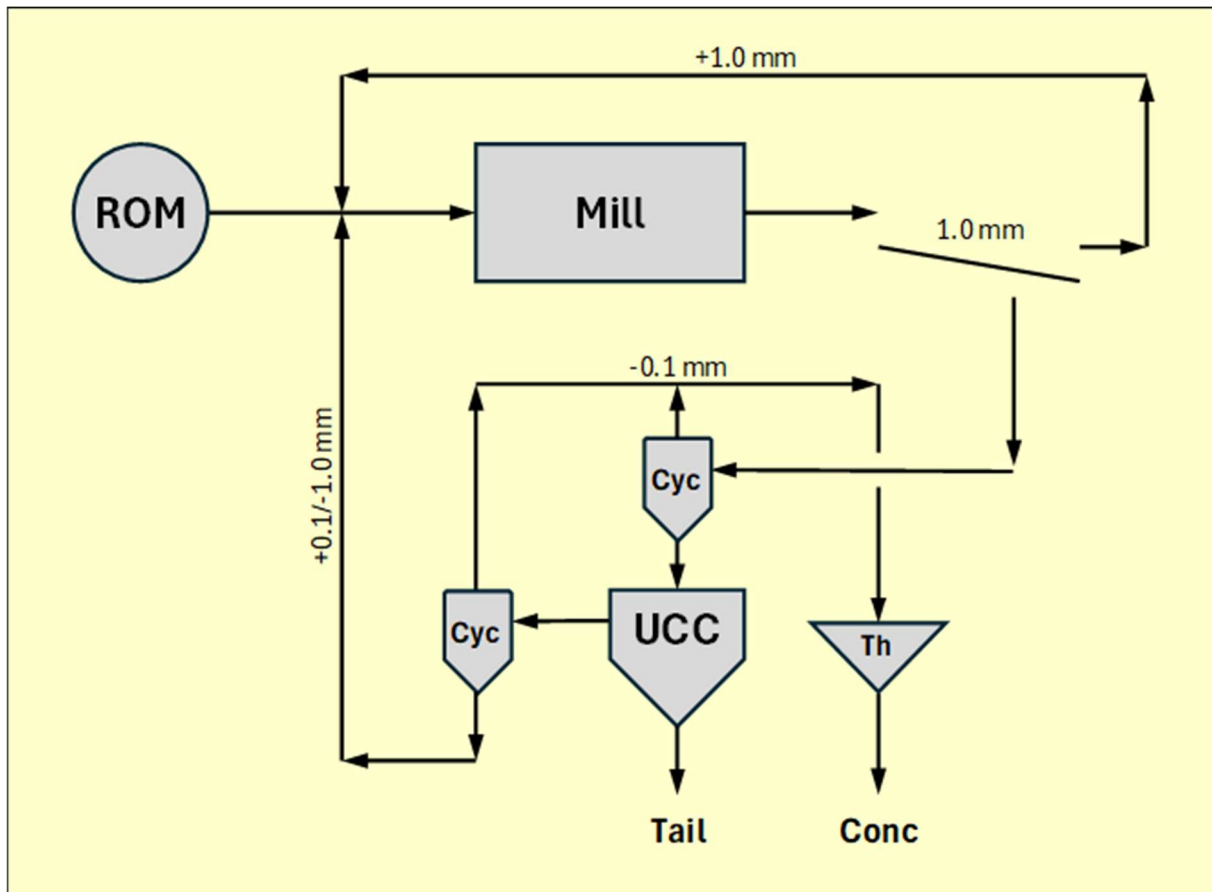 +1.0 mm
ROM
Mill
1.0 mm
-0.1 mm
+0.1/-1.0 mm
Cyc
Cyc
UCC
Th
Tail
Conc